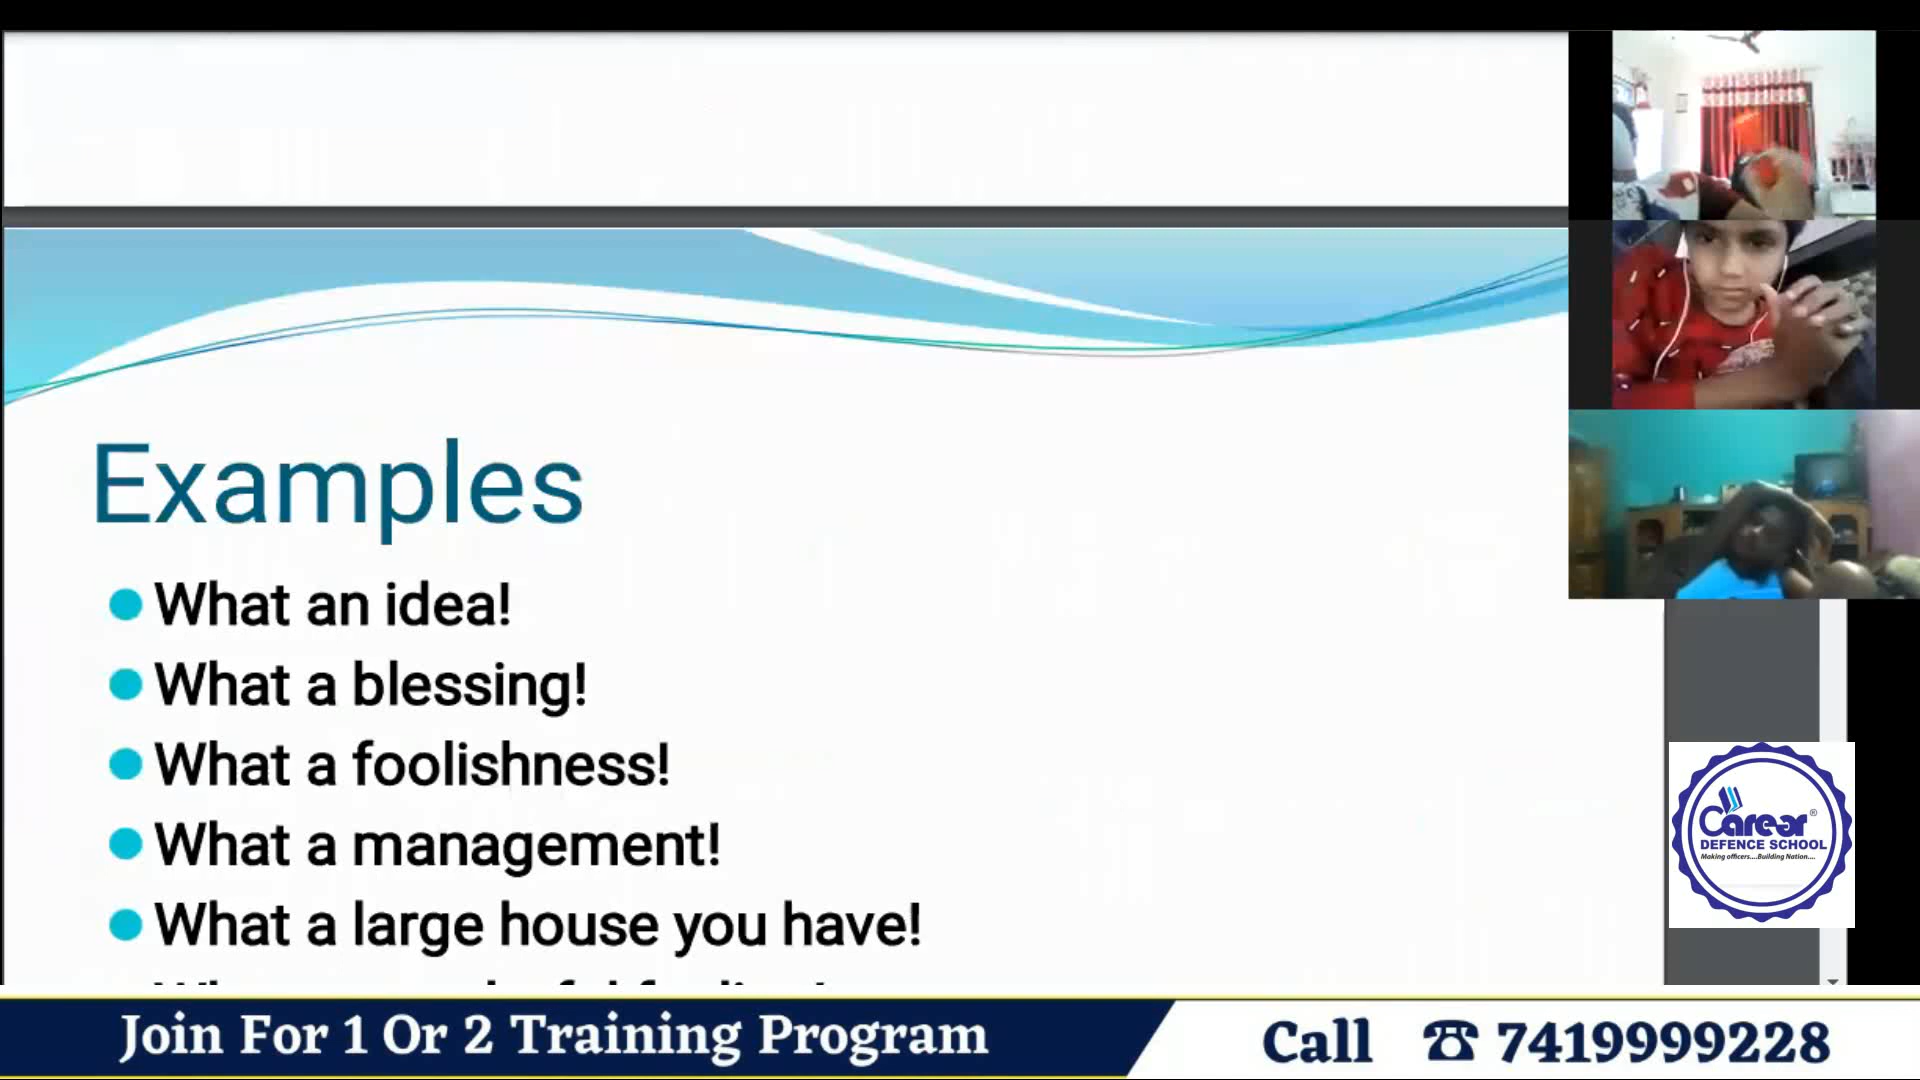 Examples
What an idea!
What a blessing!
What a foolishness!
What a management!
What a large house you have!
Career
DEFENCE SCHOOL
Making officers....Building Nation....
Join For 1 Or 2 Training Program
Call ☎ 7419999228